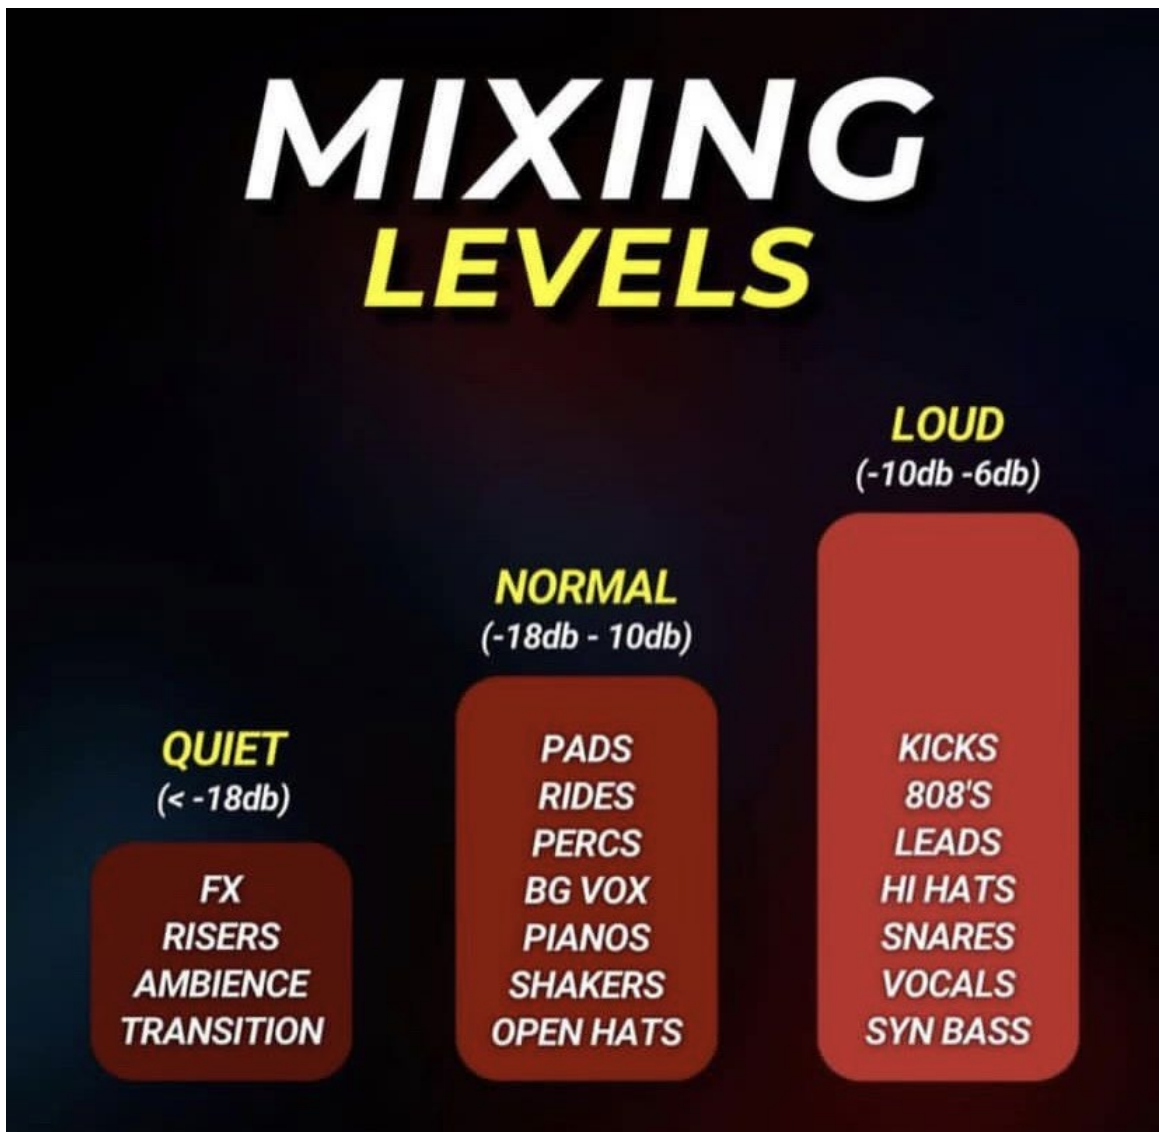 MIXING
LEVELS
QUIET
(< -18db)
FX
RISERS
AMBIENCE
TRANSITION
NORMAL
(-18db - 10db)
PADS
RIDES
PERCS
BG VOX
PIANOS
SHAKERS
OPEN HATS
LOUD
(-10db -6db)
KICKS
808'S
LEADS
HI HATS
SNARES
VOCALS
SYN BASS